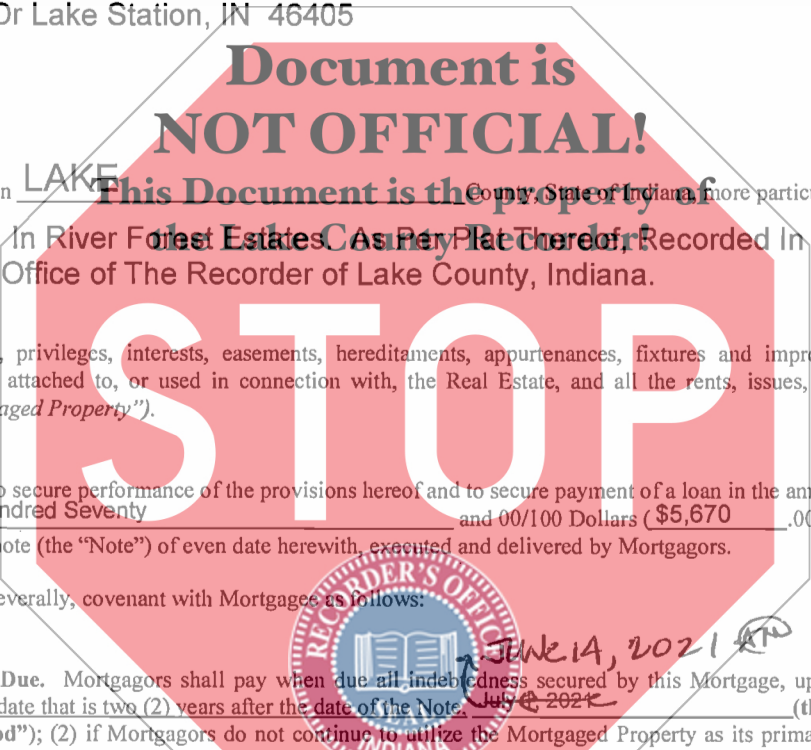 Dr Lake Station, IN 46405
Document is
NOT OFFICIAL!
n LAKE County, State of Indiana, more partic
This Document is the property of
the Lake County Recorder!
In River Forest Estates, As Per Plat Thereof, Recorded In
Office of The Recorder of Lake County, Indiana.
, privileges, interests, easements, hereditaments, appurtenances, fixtures and impr
attached to, or used in connection with, the Real Estate, and all the rents, issues,
aged Property”).
STOP
o secure performance of the provisions hereof and to secure payment of a loan in the am
ndred Seventy and 00/100 Dollars ($5,670 .00
ote (the “Note”) of even date herewith, executed and delivered by Mortgagors.
everally, covenant with Mortgagee as follows:
RECORDER'S OFFICE
SEAL
INDIANA
JUNE 14, 2021
Due. Mortgagors shall pay when due all indebtedness secured by this Mortgage, up
date that is two (2) years after the date of the Note, July 2021 (th
od”); (2) if Mortgagors do not continue to utilize the Mortgaged Property as its prima